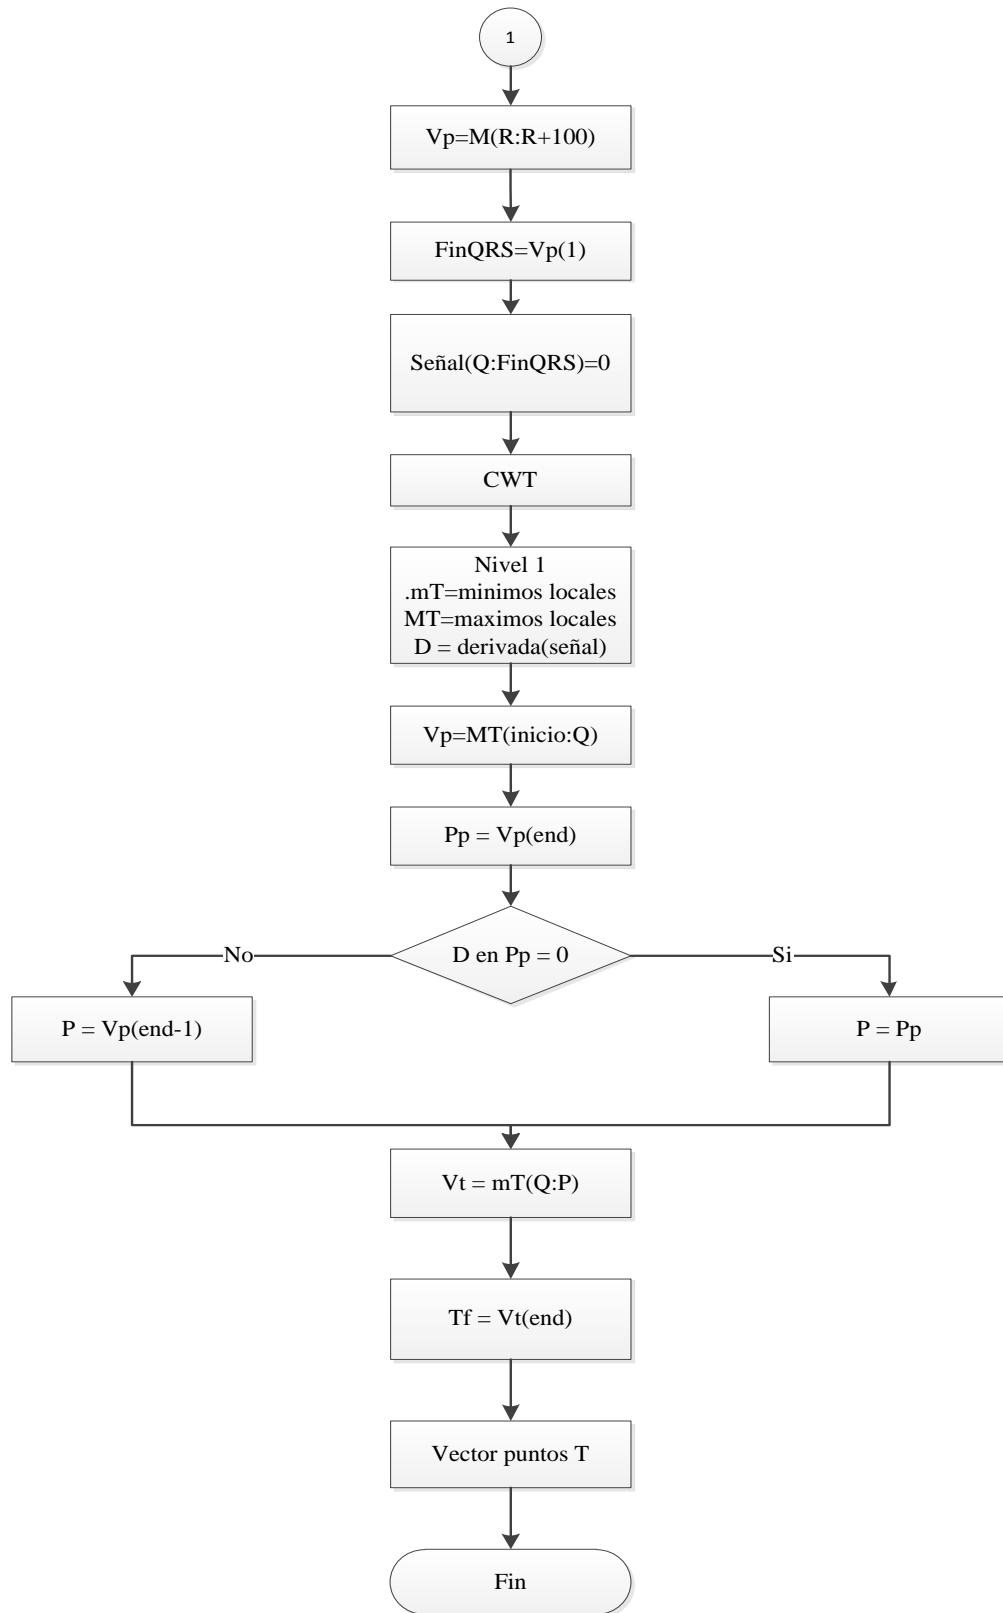 1
Vp=M(R:R+100)
FinQRS=Vp(1)
Señal(Q:FinQRS)=0
CWT
Nivel 1
.mT=minimos locales
MT=maximos locales
D = derivada(señal)
Vp=MT(inicio:Q)
Pp = Vp(end)
D en Pp = 0
No
Si
P = Vp(end-1)
P = Pp
Vt = mT(Q:P)
Tf = Vt(end)
Vector puntos T
Fin